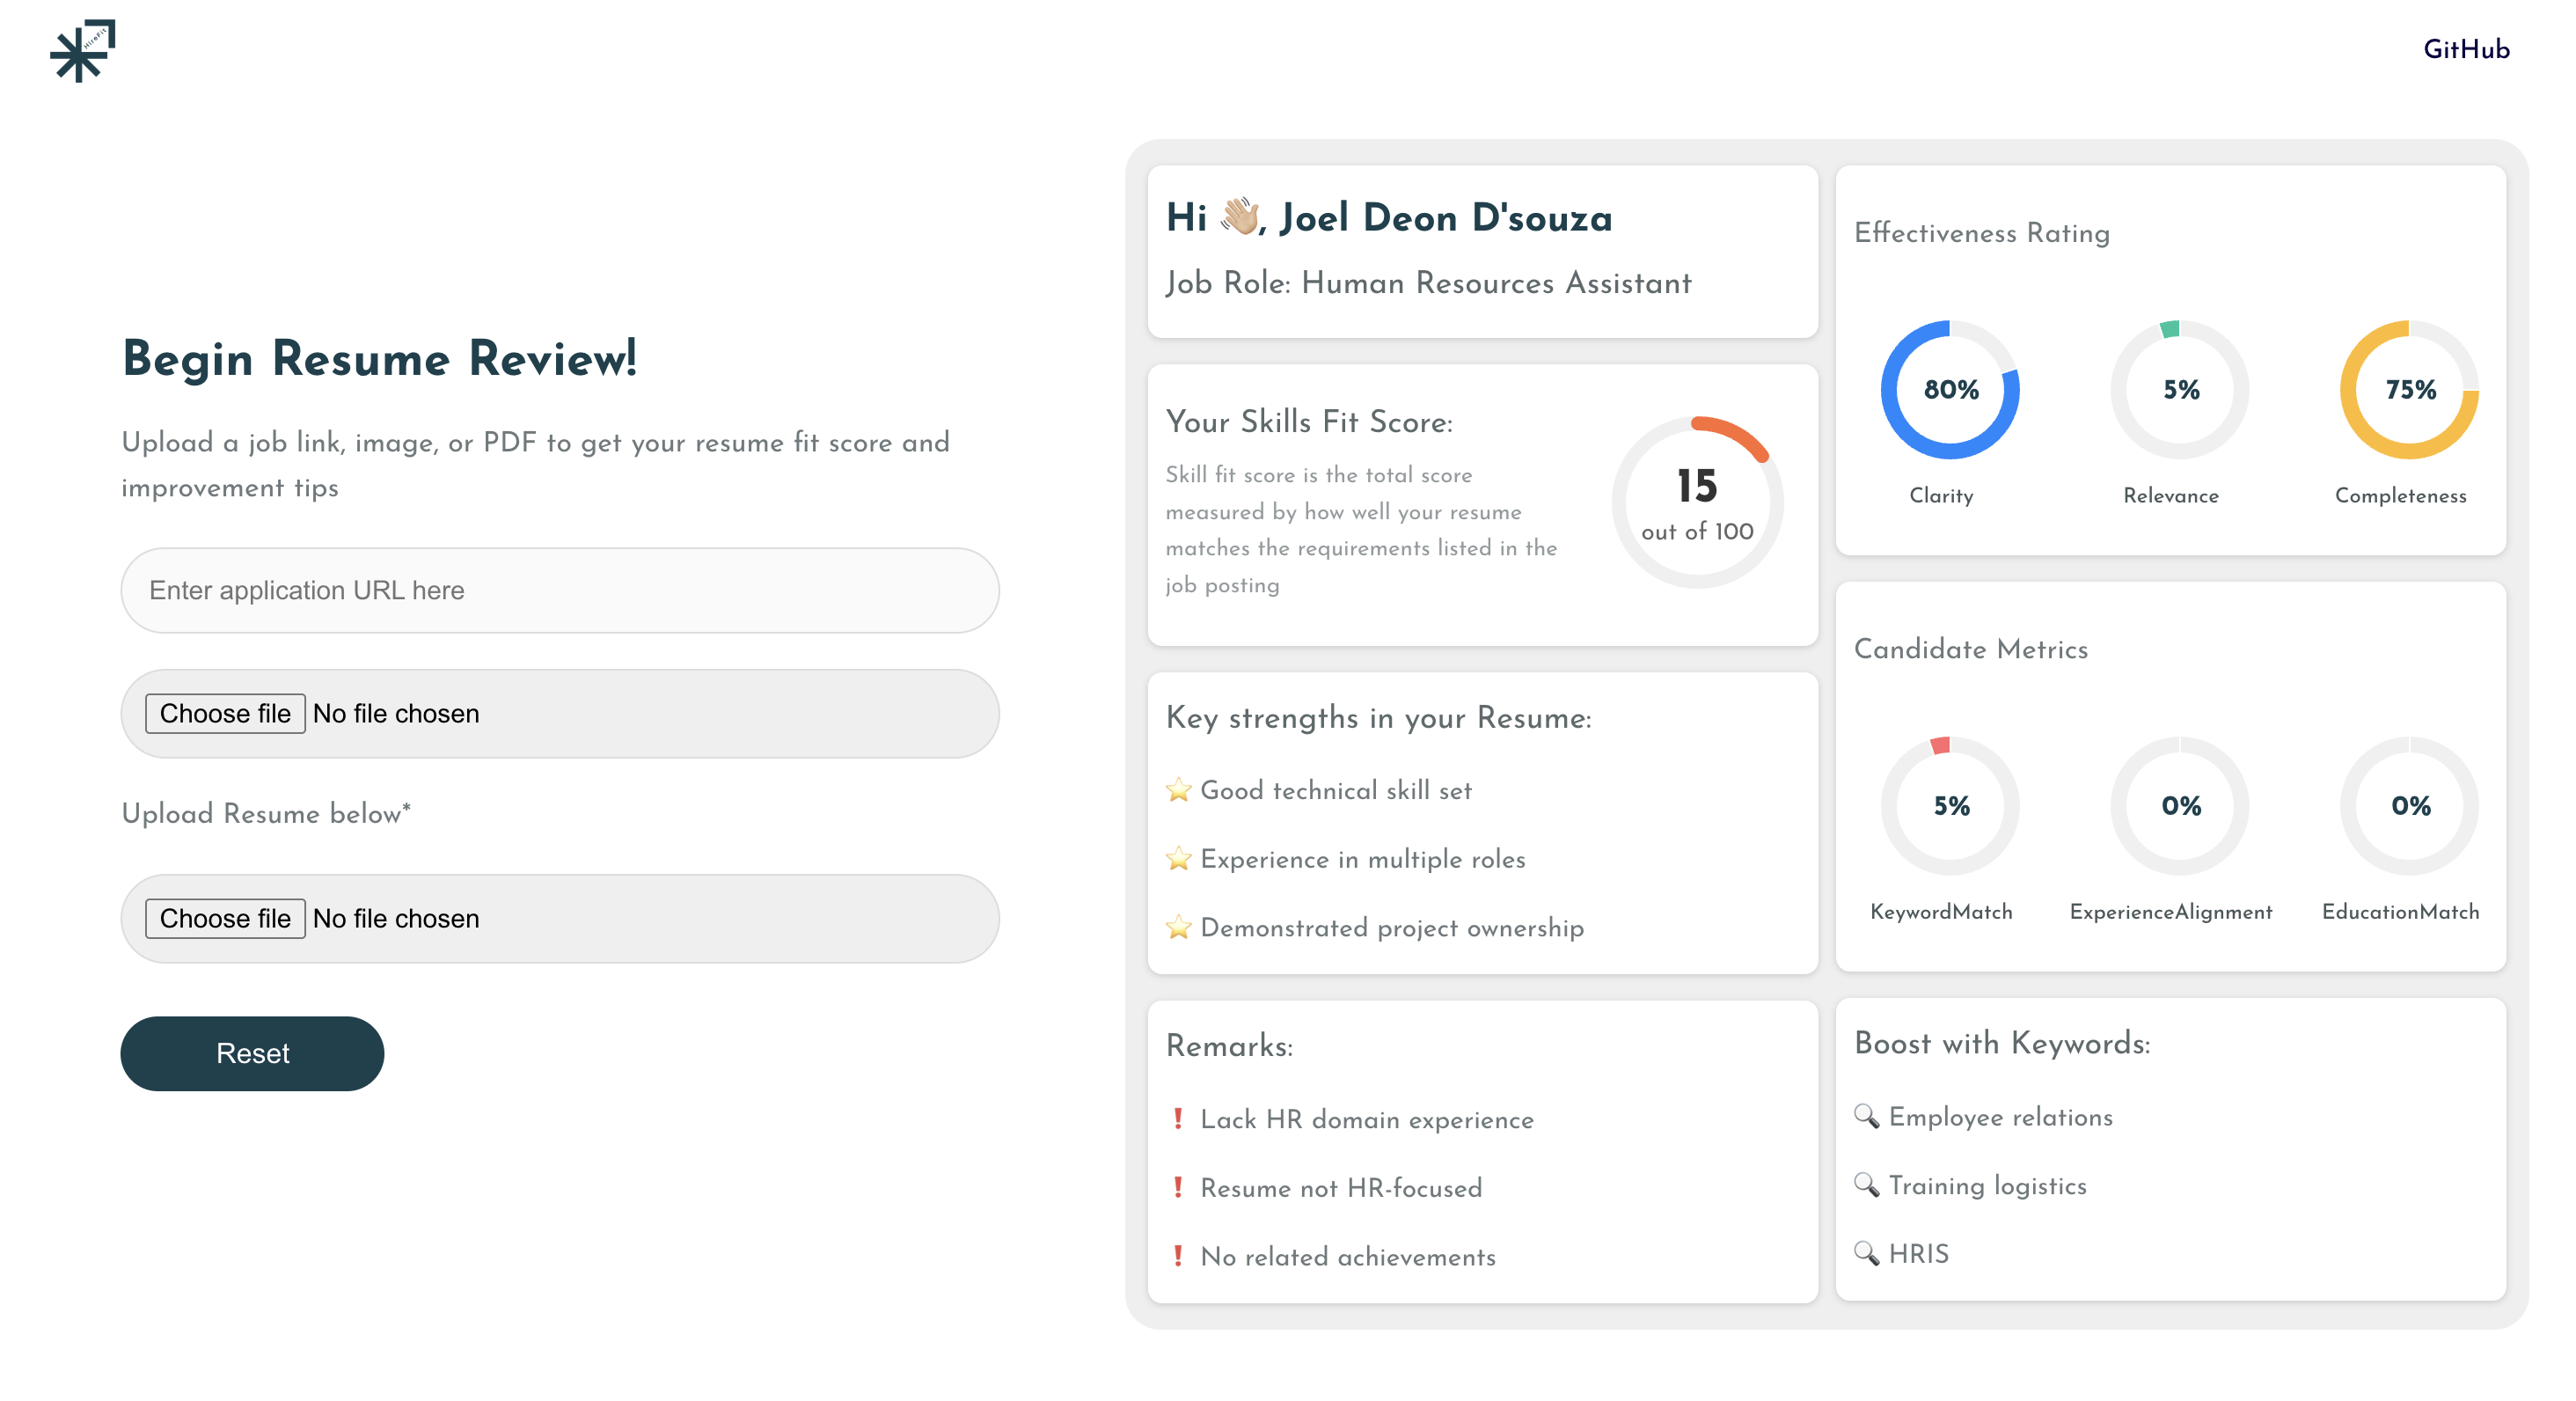 HireFit
GitHub
Begin Resume Review!
Upload a job link, image, or PDF to get your resume fit score and
improvement tips
Enter application URL here
Choose file No file chosen
Upload Resume below*
Choose file No file chosen
Reset
Hi 👋🏼, Joel Deon D'souza
Job Role: Human Resources Assistant
Your Skills Fit Score:
Skill fit score is the total score
measured by how well your resume
matches the requirements listed in the
job posting
15
out of 100
Key strengths in your Resume:
⭐ Good technical skill set
⭐ Experience in multiple roles
⭐ Demonstrated project ownership
Remarks:
❗ Lack HR domain experience
❗ Resume not HR-focused
❗ No related achievements
Effectiveness Rating
80% 5% 75%
Clarity Relevance Completeness
Candidate Metrics
5% 0% 0%
KeywordMatch ExperienceAlignment EducationMatch
Boost with Keywords:
🔍 Employee relations
🔍 Training logistics
🔍 HRIS